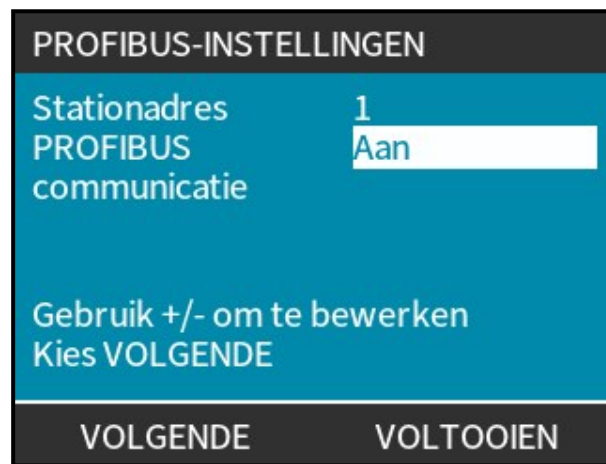 PROFIBUS-INSTELLINGEN
Stationadres 1
PROFIBUS Aan
communicatie
Gebruik +/- om te bewerken
Kies VOLGENDE
VOLGENDE VOLTOOIEN